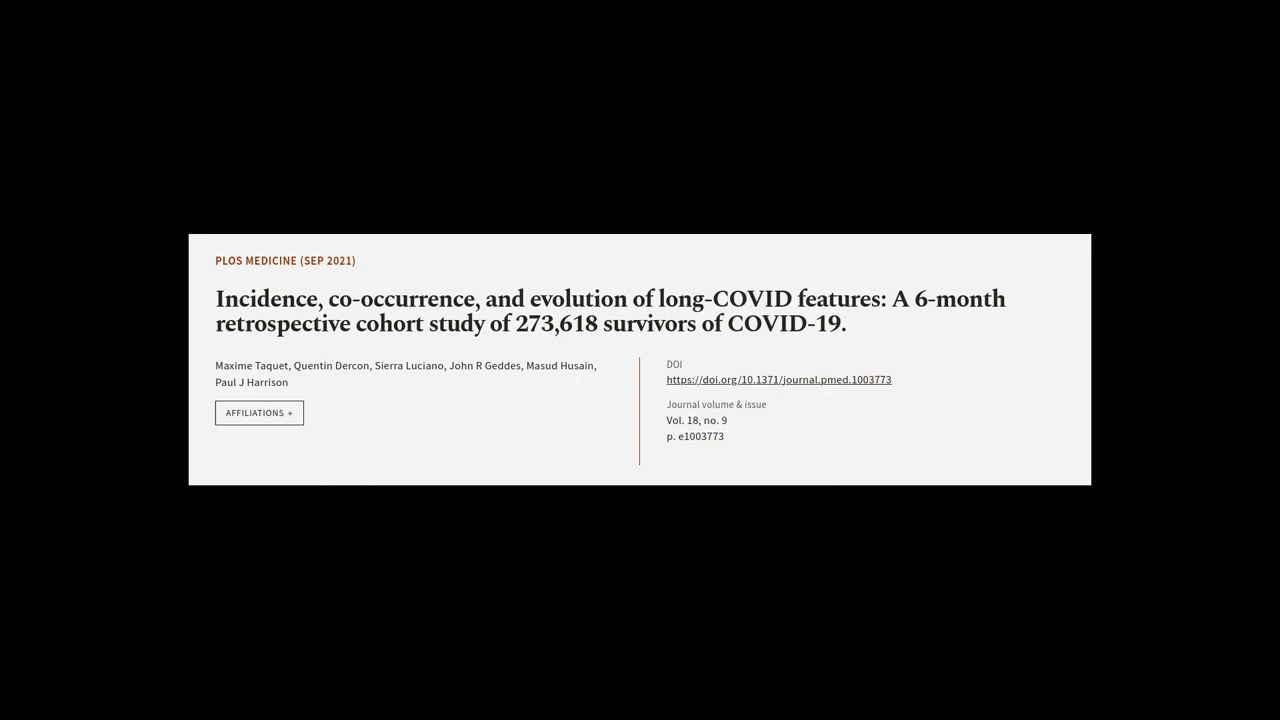 PLOS MEDICINE (SEP 2021)
Incidence, co-occurrence, and evolution of long-COVID features: A 6-month
retrospective cohort study of 273,618 survivors of COVID-19.
Maxime Taquet, Quentin Dercon, Sierra Luciano, John R Geddes, Masud Husain,
Paul J Harrison
AFFILIATIONS +
DOI
https://doi.org/10.1371/journal.pmed.1003773
Journal volume & issue
Vol. 18, no. 9
p. e1003773